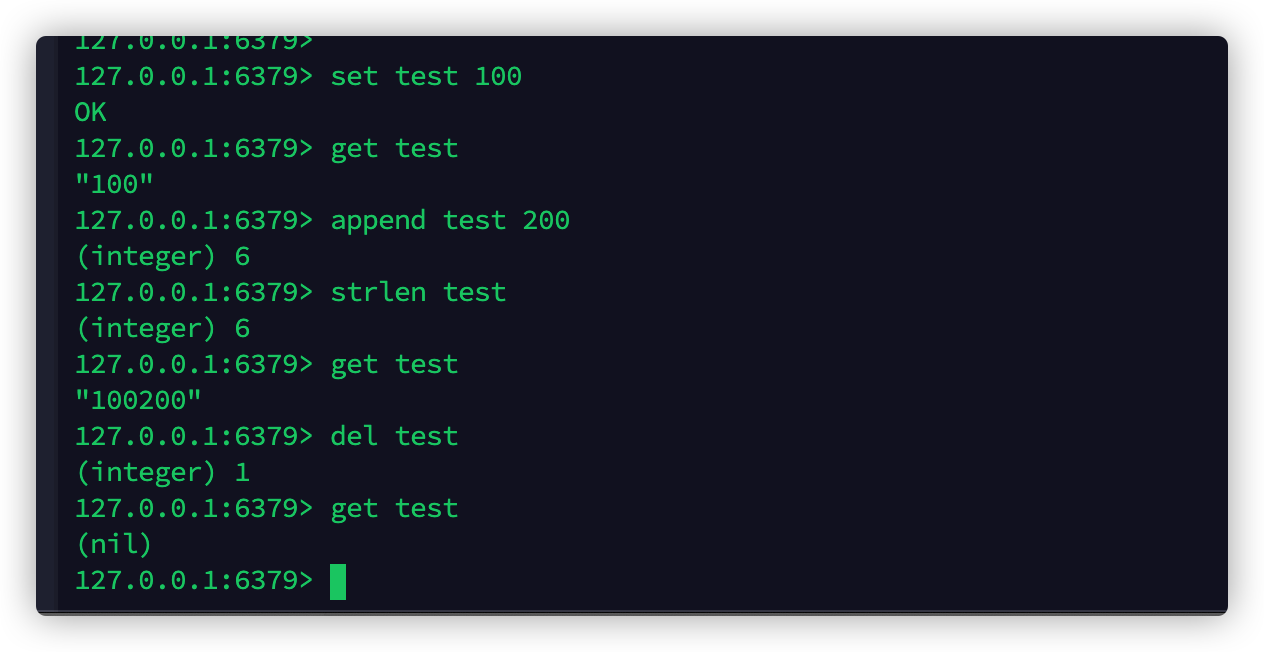 127.0.0.1:6379>
127.0.0.1:6379> set test 100
OK
127.0.0.1:6379> get test
"100"
127.0.0.1:6379> append test 200
(integer) 6
127.0.0.1:6379> strlen test
(integer) 6
127.0.0.1:6379> get test
"100200"
127.0.0.1:6379> del test
(integer) 1
127.0.0.1:6379> get test
(nil)
127.0.0.1:6379>